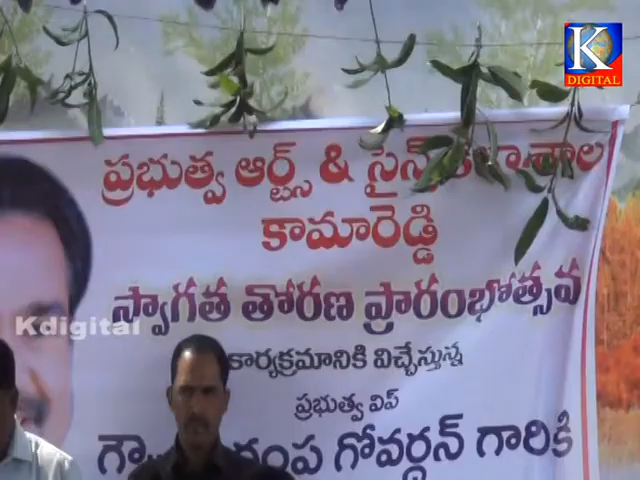 K
DIGITAL
ప్రభుత్వ ఆర్ట్స్ & సైన్స్
కామారెడ్డి
స్వాగత తోరణ ప్రారంభోత్సవ
Kdigital
కార్యక్రమానికి విచ్చేస్తున్న
ప్రభుత్వ విప్
గోవర్ధన్ గారికి